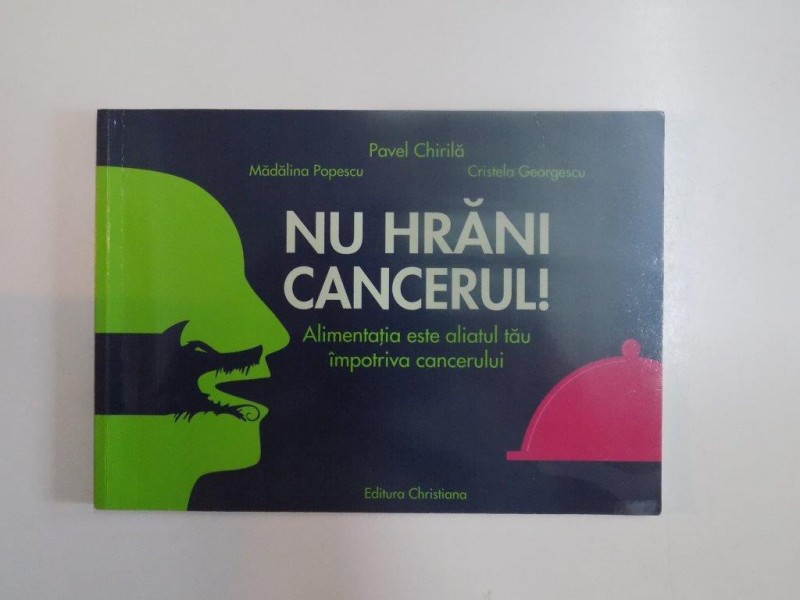 Pavel Chirilă
Mădălina Popescu
Cristela Georgescu
NU HRĂNI
CANCERUL!
Alimentația este aliatul tău
împotriva cancerului
Editura Christiana